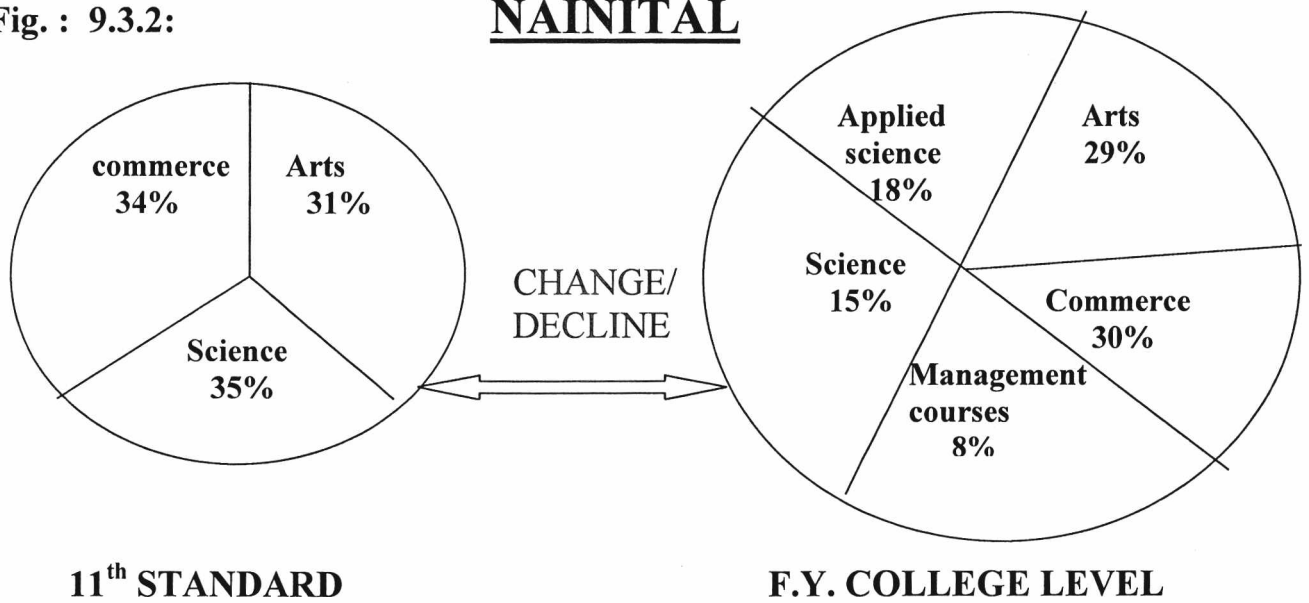 Fig. : 9.3.2:
NAINITAL
commerce
34%
Arts
31%
Science
35%
CHANGE/
DECLINE
Applied
science
18%
Arts
29%
Science
15%
Commerce
30%
Management
courses
8%
11th STANDARD
F.Y. COLLEGE LEVEL